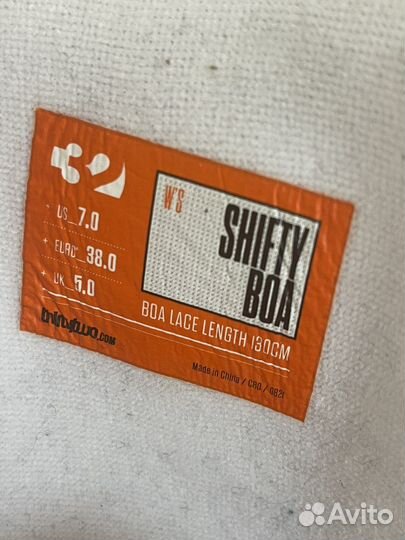 32
US 7.0
EURO 38.0
UK 5.0
thirtytwo.COM
W'S
SHIFTY
BOA
BOA LACE LENGTH 130CM
Made in China / CBD / 0821
Avito